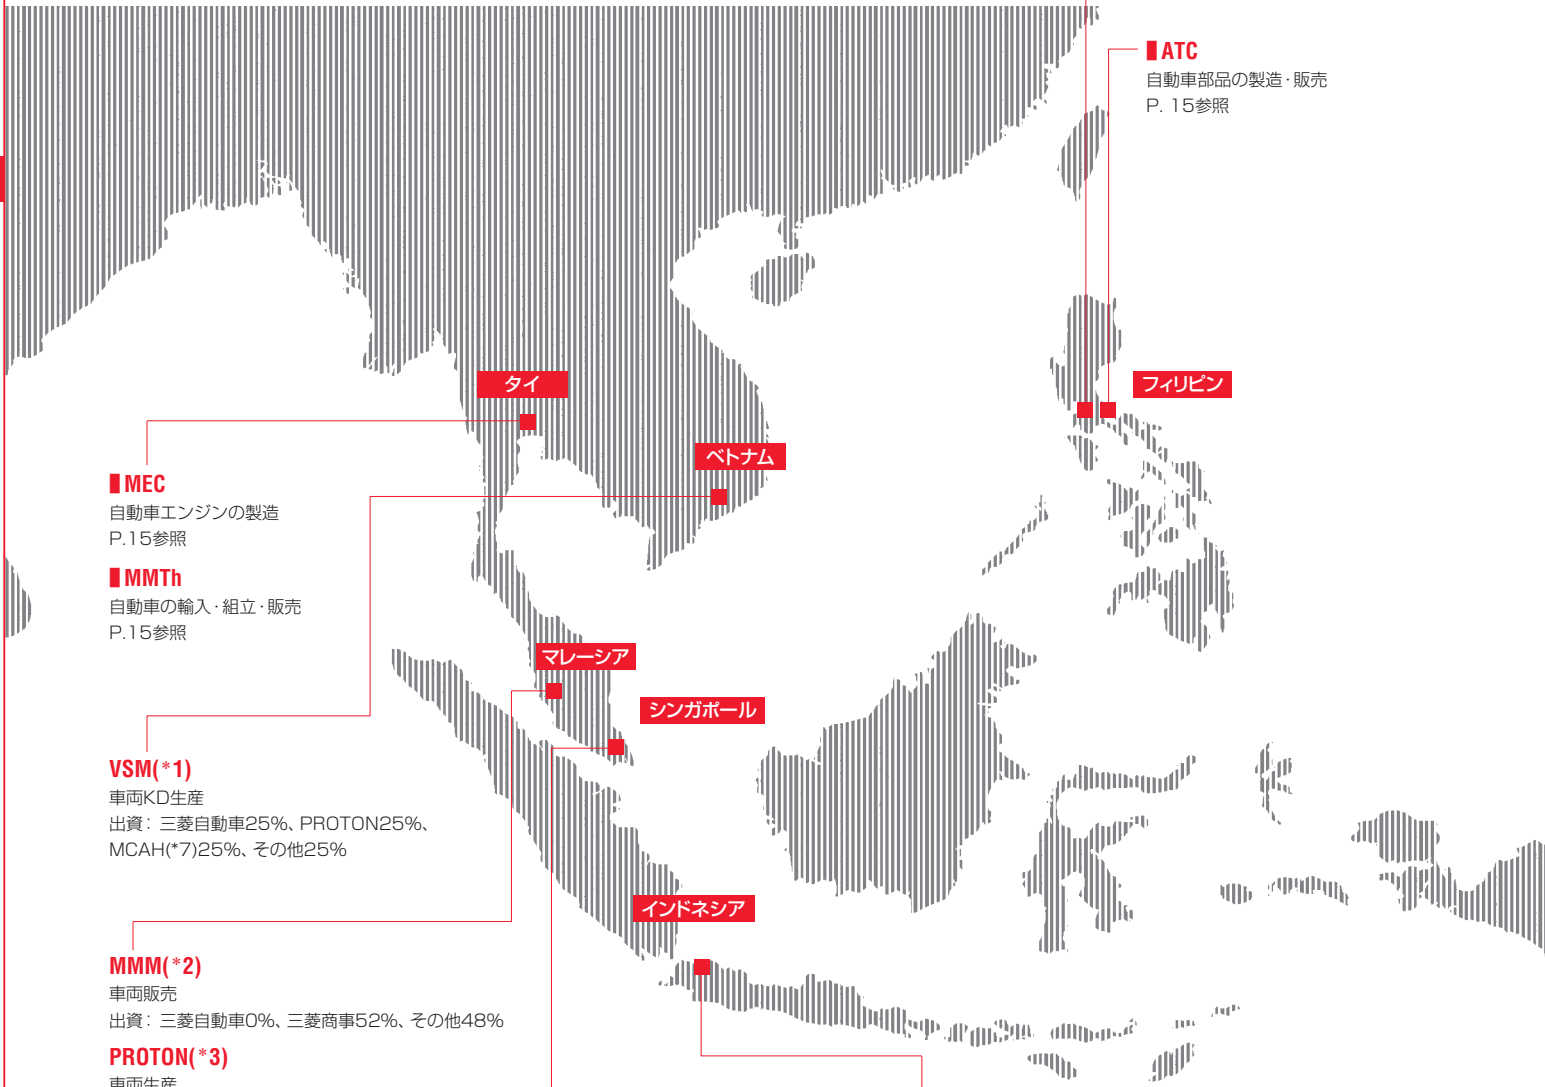 ATC
自動車部品の製造・販売
P. 15参照
タイ
フィリピン
ベトナム
MEC
自動車エンジンの製造
P.15参照
MMTh
自動車の輸入・組立・販売
P.15参照
マレーシア
シンガポール
VSM(*1)
車両KD生産
出資：三菱自動車25%、PROTON25%、
MCAH(*7)25%、その他25%
インドネシア
MMM(*2)
車両販売
出資：三菱自動車0%、三菱商事52%、その他48%
PROTON(*3)
車両生産